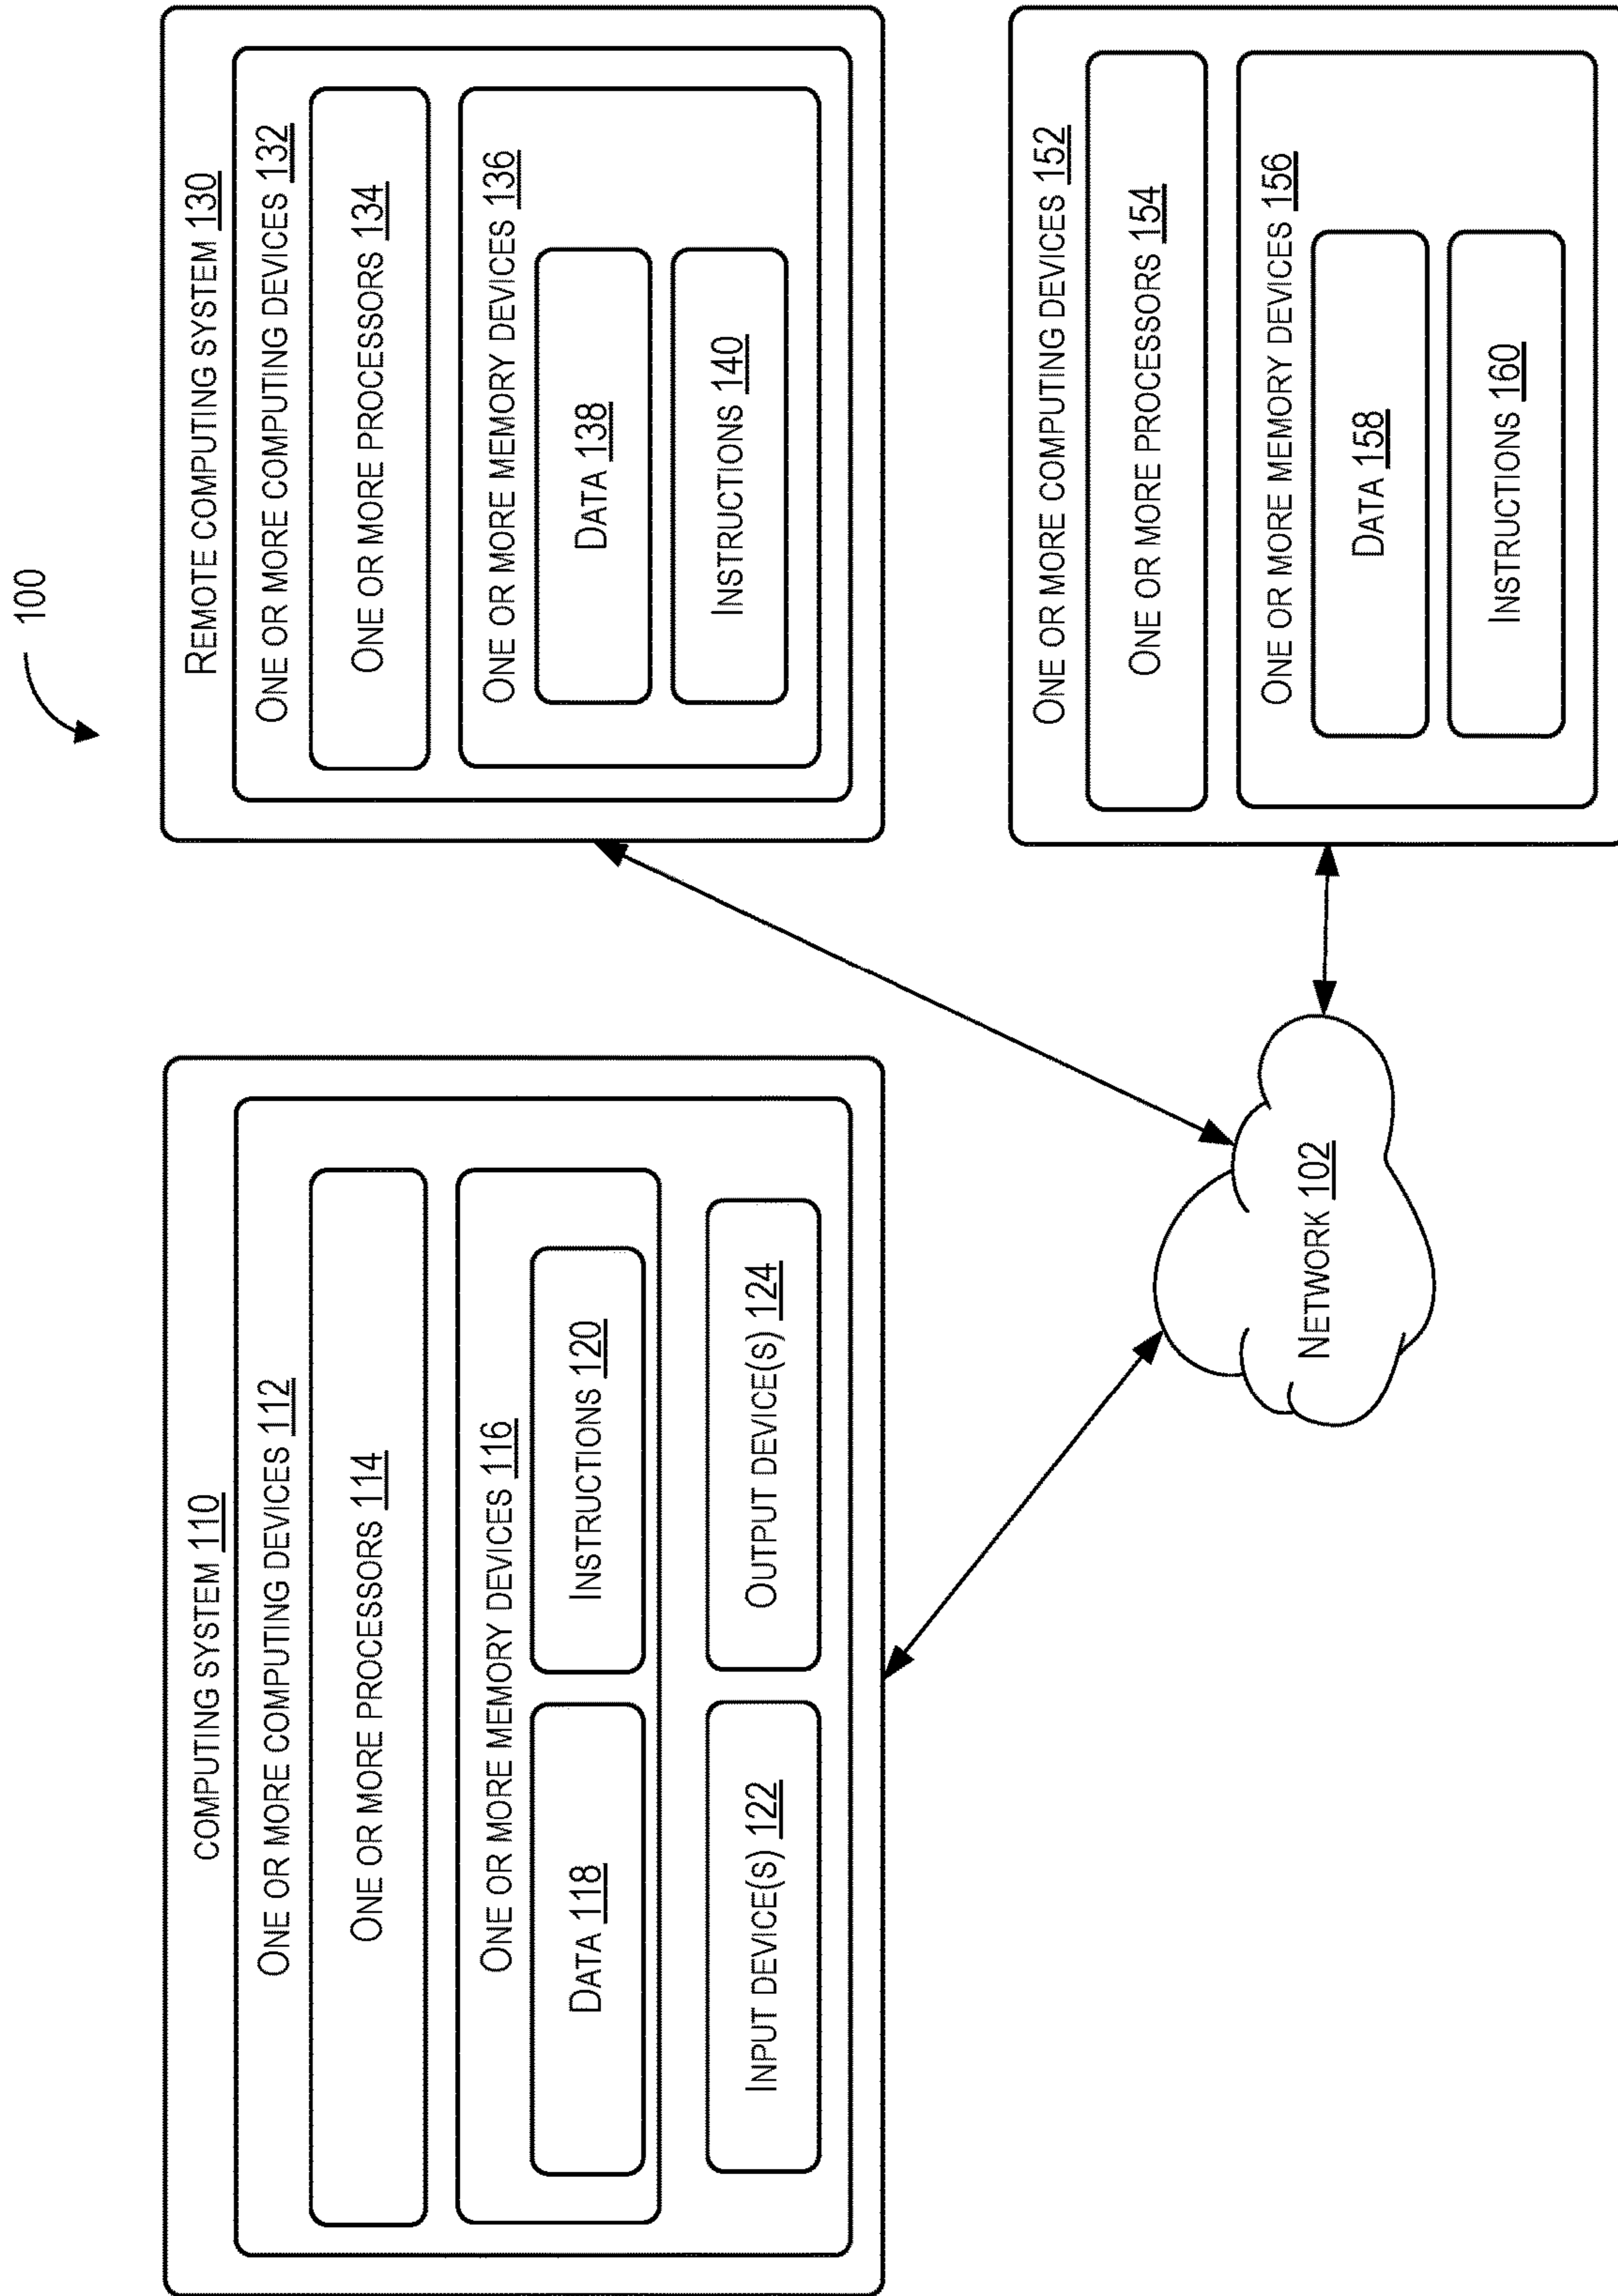 100
COMPUTING SYSTEM 110
ONE OR MORE COMPUTING DEVICES 112
ONE OR MORE PROCESSORS 114
ONE OR MORE MEMORY DEVICES 116
DATA 118
INSTRUCTIONS 120
INPUT DEVICE(S) 122
OUTPUT DEVICE(S) 124
REMOTE COMPUTING SYSTEM 130
ONE OR MORE COMPUTING DEVICES 132
ONE OR MORE PROCESSORS 134
ONE OR MORE MEMORY DEVICES 136
DATA 138
INSTRUCTIONS 140
NETWORK 102
ONE OR MORE COMPUTING DEVICES 152
ONE OR MORE PROCESSORS 154
ONE OR MORE MEMORY DEVICES 156
DATA 158
INSTRUCTIONS 160